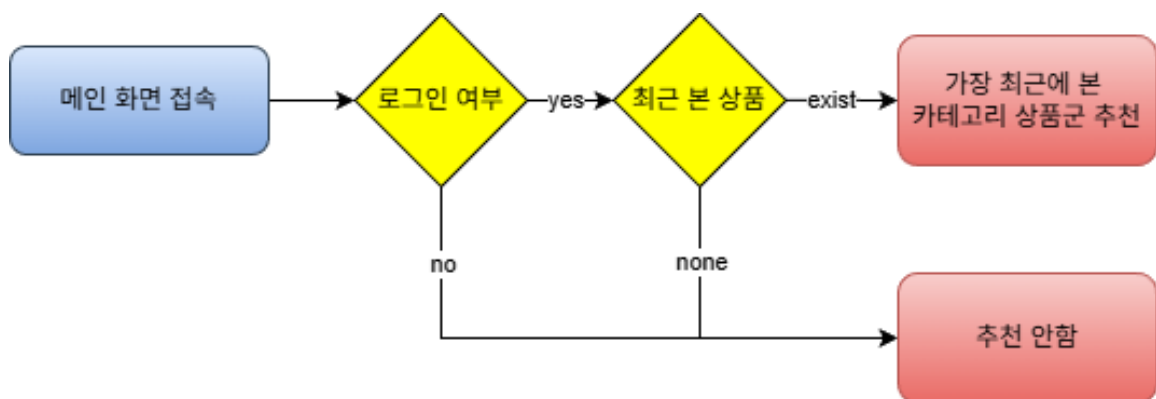 메인 화면 접속
로그인 여부
yes
최근 본 상품
exist
가장 최근에 본
카테고리 상품군 추천
no
none
추천 안함